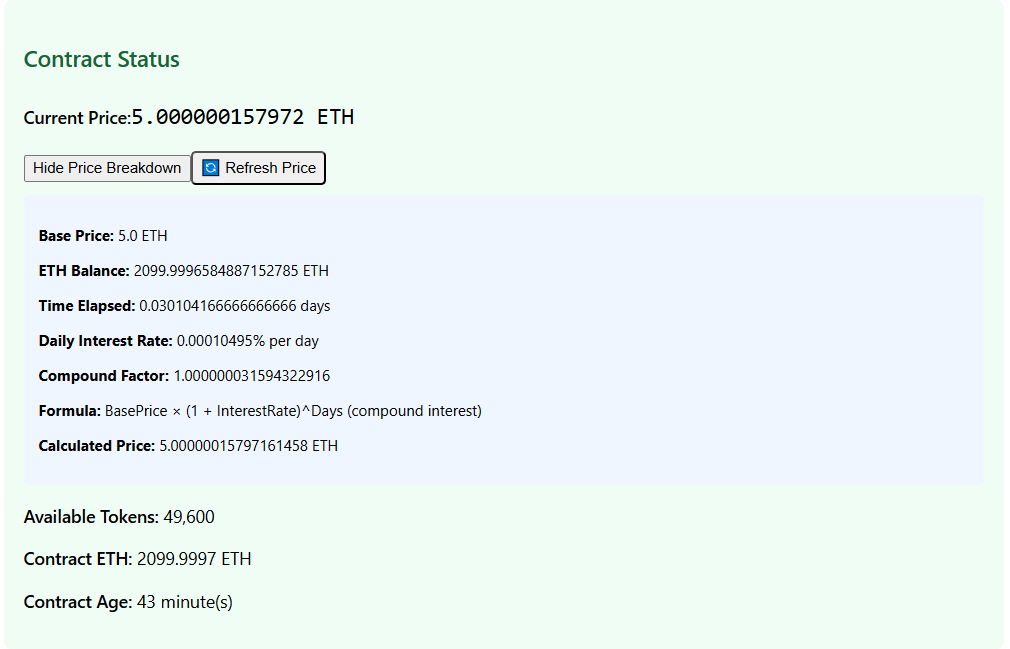 Contract Status
Current Price:5.000000157972 ETH
Hide Price Breakdown Refresh Price
Base Price: 5.0 ETH
ETH Balance: 2099.9996584887152785 ETH
Time Elapsed: 0.030104166666666666 days
Daily Interest Rate: 0.00010495% per day
Compound Factor: 1.000000031594322916
Formula: BasePrice × (1 + InterestRate)^Days (compound interest)
Calculated Price: 5.00000015797161458 ETH
Available Tokens: 49,600
Contract ETH: 2099.9997 ETH
Contract Age: 43 minute(s)